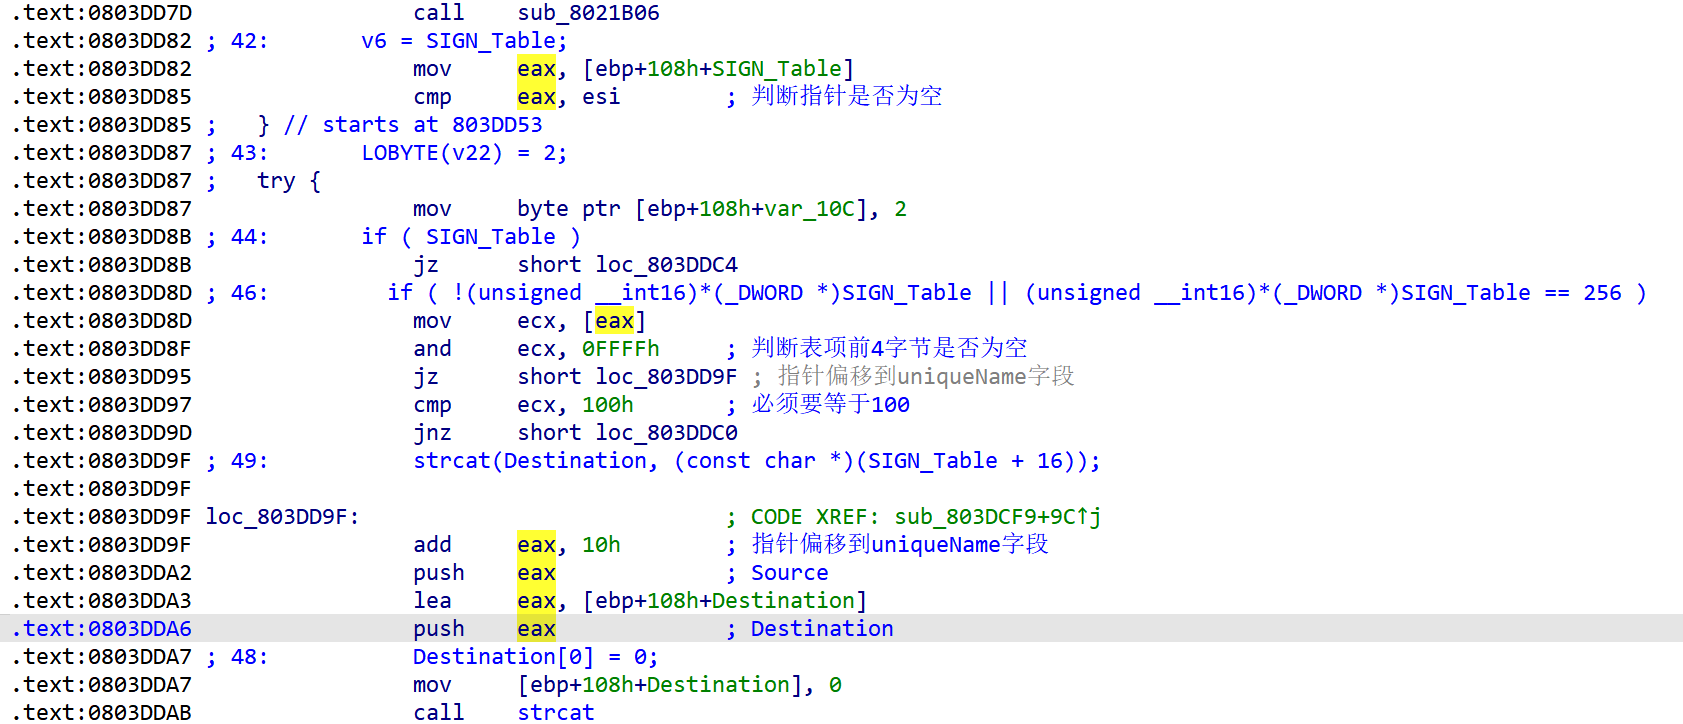 .text:0803DD7D call sub_8021B06
.text:0803DD82 ; 42: v6 = SIGN_Table;
.text:0803DD82 mov eax, [ebp+108h+SIGN_Table]
.text:0803DD85 cmp eax, esi ; 判断指针是否为空
.text:0803DD85 ; } // starts at 803DD53
.text:0803DD87 ; 43: LOBYTE(v22) = 2;
.text:0803DD87 ; try {
.text:0803DD87 mov byte ptr [ebp+108h+var_10C], 2
.text:0803DD8B ; 44: if ( SIGN_Table )
.text:0803DD8B jz short loc_803DDC4
.text:0803DD8D ; 46: if ( !(unsigned __int16)*(_DWORD *)SIGN_Table || (unsigned __int16)*(_DWORD *)SIGN_Table == 256 )
.text:0803DD8D mov ecx, [eax]
.text:0803DD8F and ecx, 0FFFFh ; 判断表项前4字节是否为空
.text:0803DD95 jz short loc_803DD9F ; 指针偏移到uniqueName字段
.text:0803DD97 cmp ecx, 100h ; 必须要等于100
.text:0803DD9D jnz short loc_803DDC0
.text:0803DD9F ; 49: strcat(Destination, (const char *)(SIGN_Table + 16));
.text:0803DD9F
.text:0803DD9F loc_803DD9F: ; CODE XREF: sub_803DCF9+9C↑j
.text:0803DD9F add eax, 10h ; 指针偏移到uniqueName字段
.text:0803DDA2 push eax ; Source
.text:0803DDA3 lea eax, [ebp+108h+Destination]
.text:0803DDA6 push eax ; Destination
.text:0803DDA7 ; 48: Destination[0] = 0;
.text:0803DDA7 mov [ebp+108h+Destination], 0
.text:0803DDAB call strcat